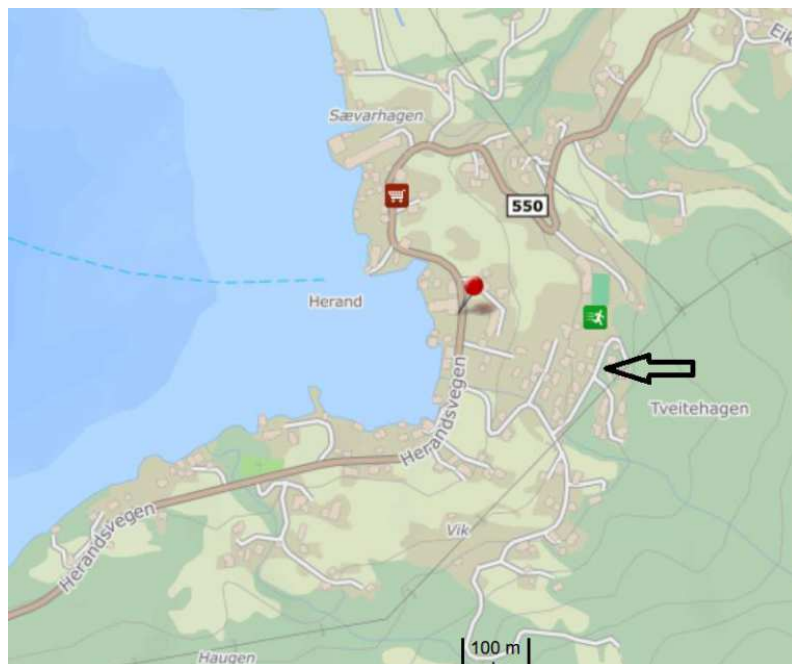 Eik
Sævarhagen
550
Herand
Herandsvegen
Tveitehagen
Herandsvegen
Vik
100 m
Haugen